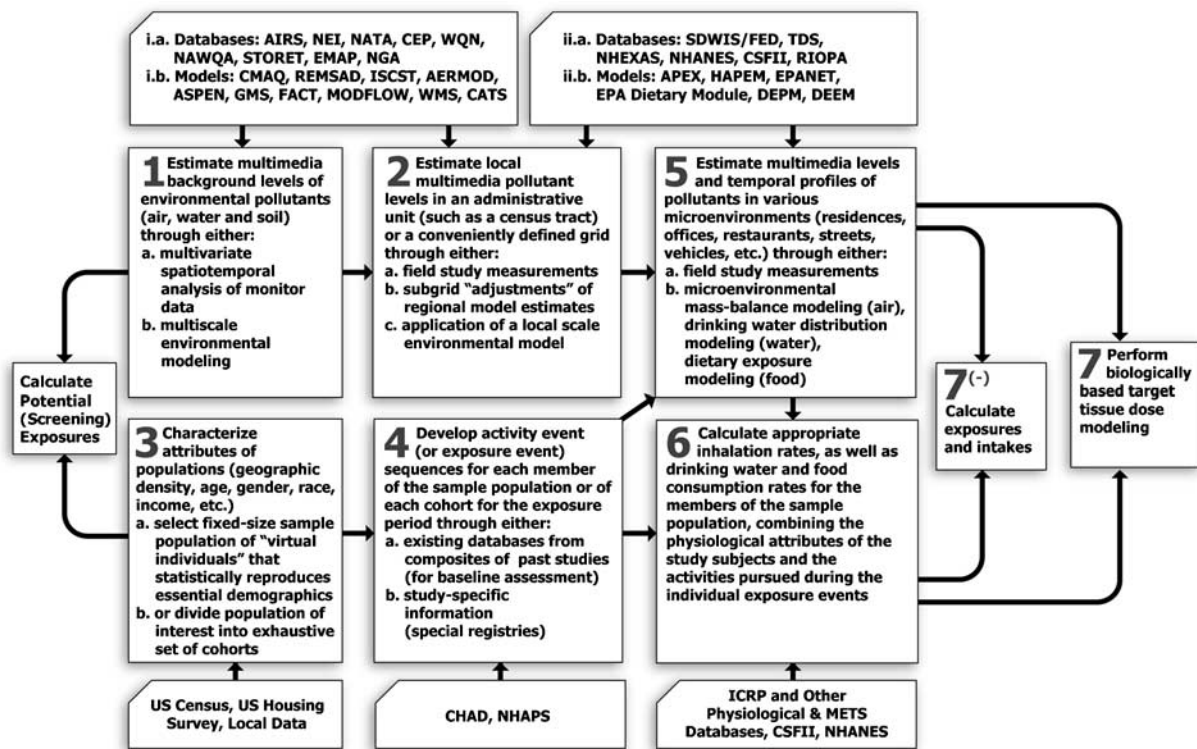 i.a. Databases: AIRS, NEI, NATA, CEP, WQN,
NAWQA, STORET, EMAP, NGA
i.b. Models: CMAQ, REMSAD, ISCST, AERMOD,
ASPEN, GMS, FACT, MODFLOW, WMS, CATS
ii.a. Databases: SDWIS/FED, TDS,
NHEXAS, NHANES, CSFII, RIOPA
ii.b. Models: APEX, HAPEM, EPANET,
EPA Dietary Module, DEPM, DEEM
1 Estimate multimedia
background levels of
environmental pollutants
(air, water and soil)
through either:
a. multivariate
spatiotemporal
analysis of monitor
data
b. multiscale
environmental
modeling
2 Estimate local
multimedia pollutant
levels in an administrative
unit (such as a census tract)
or a conveniently defined grid
through either:
a. field study measurements
b. subgrid “adjustments” of
regional model estimates
c. application of a local scale
environmental model
5 Estimate multimedia levels
and temporal profiles of
pollutants in various
microenvironments (residences,
offices, restaurants, streets,
vehicles, etc.) through either:
a. field study measurements
b. microenvironmental
mass-balance modeling (air),
drinking water distribution
modeling (water),
dietary exposure
modeling (food)
Calculate
Potential
(Screening)
Exposures
7(-)
Calculate
exposures
and intakes
7 Perform
biologically
based target
tissue dose
modeling
3 Characterize
attributes of
populations (geographic
density, age, gender, race,
income, etc.)
a. select fixed-size sample
population of “virtual
individuals” that
statistically reproduces
essential demographics
b. or divide population of
interest into exhaustive
set of cohorts
4 Develop activity event
(or exposure event)
sequences for each member
of the sample population or of
each cohort for the exposure
period through either:
a. existing databases from
composites of past studies
(for baseline assessment)
b. study-specific
information
(special registries)
6 Calculate appropriate
inhalation rates, as well as
drinking water and food
consumption rates for the
members of the sample
population, combining the
physiological attributes of the
study subjects and the
activities pursued during the
individual exposure events
US Census, US Housing
Survey, Local Data
CHAD, NHAPS
ICRP and Other
Physiological & METS
Databases, CSFII, NHANES